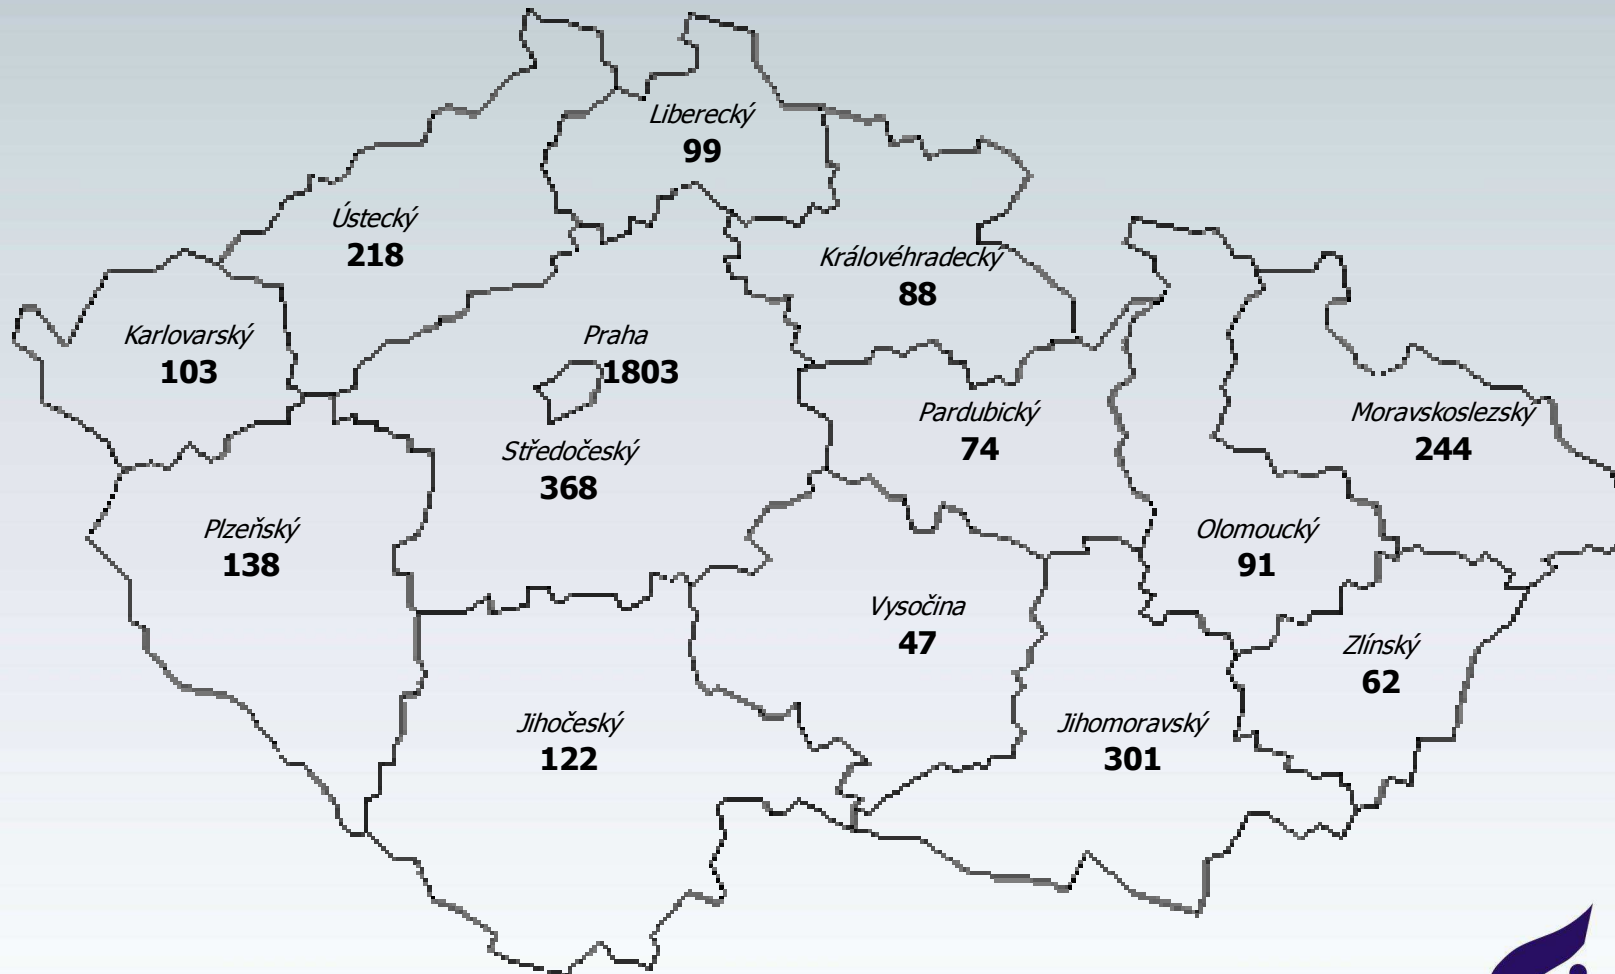 Liberecký
99
Ústecký
218
Královéhradecký
88
Karlovarský
103
Praha
1803
Pardubický
74
Moravskoslezský
244
Středočeský
368
Plzeňský
138
Olomoucký
91
Vysočina
47
Zlínský
62
Jihočeský
122
Jihomoravský
301